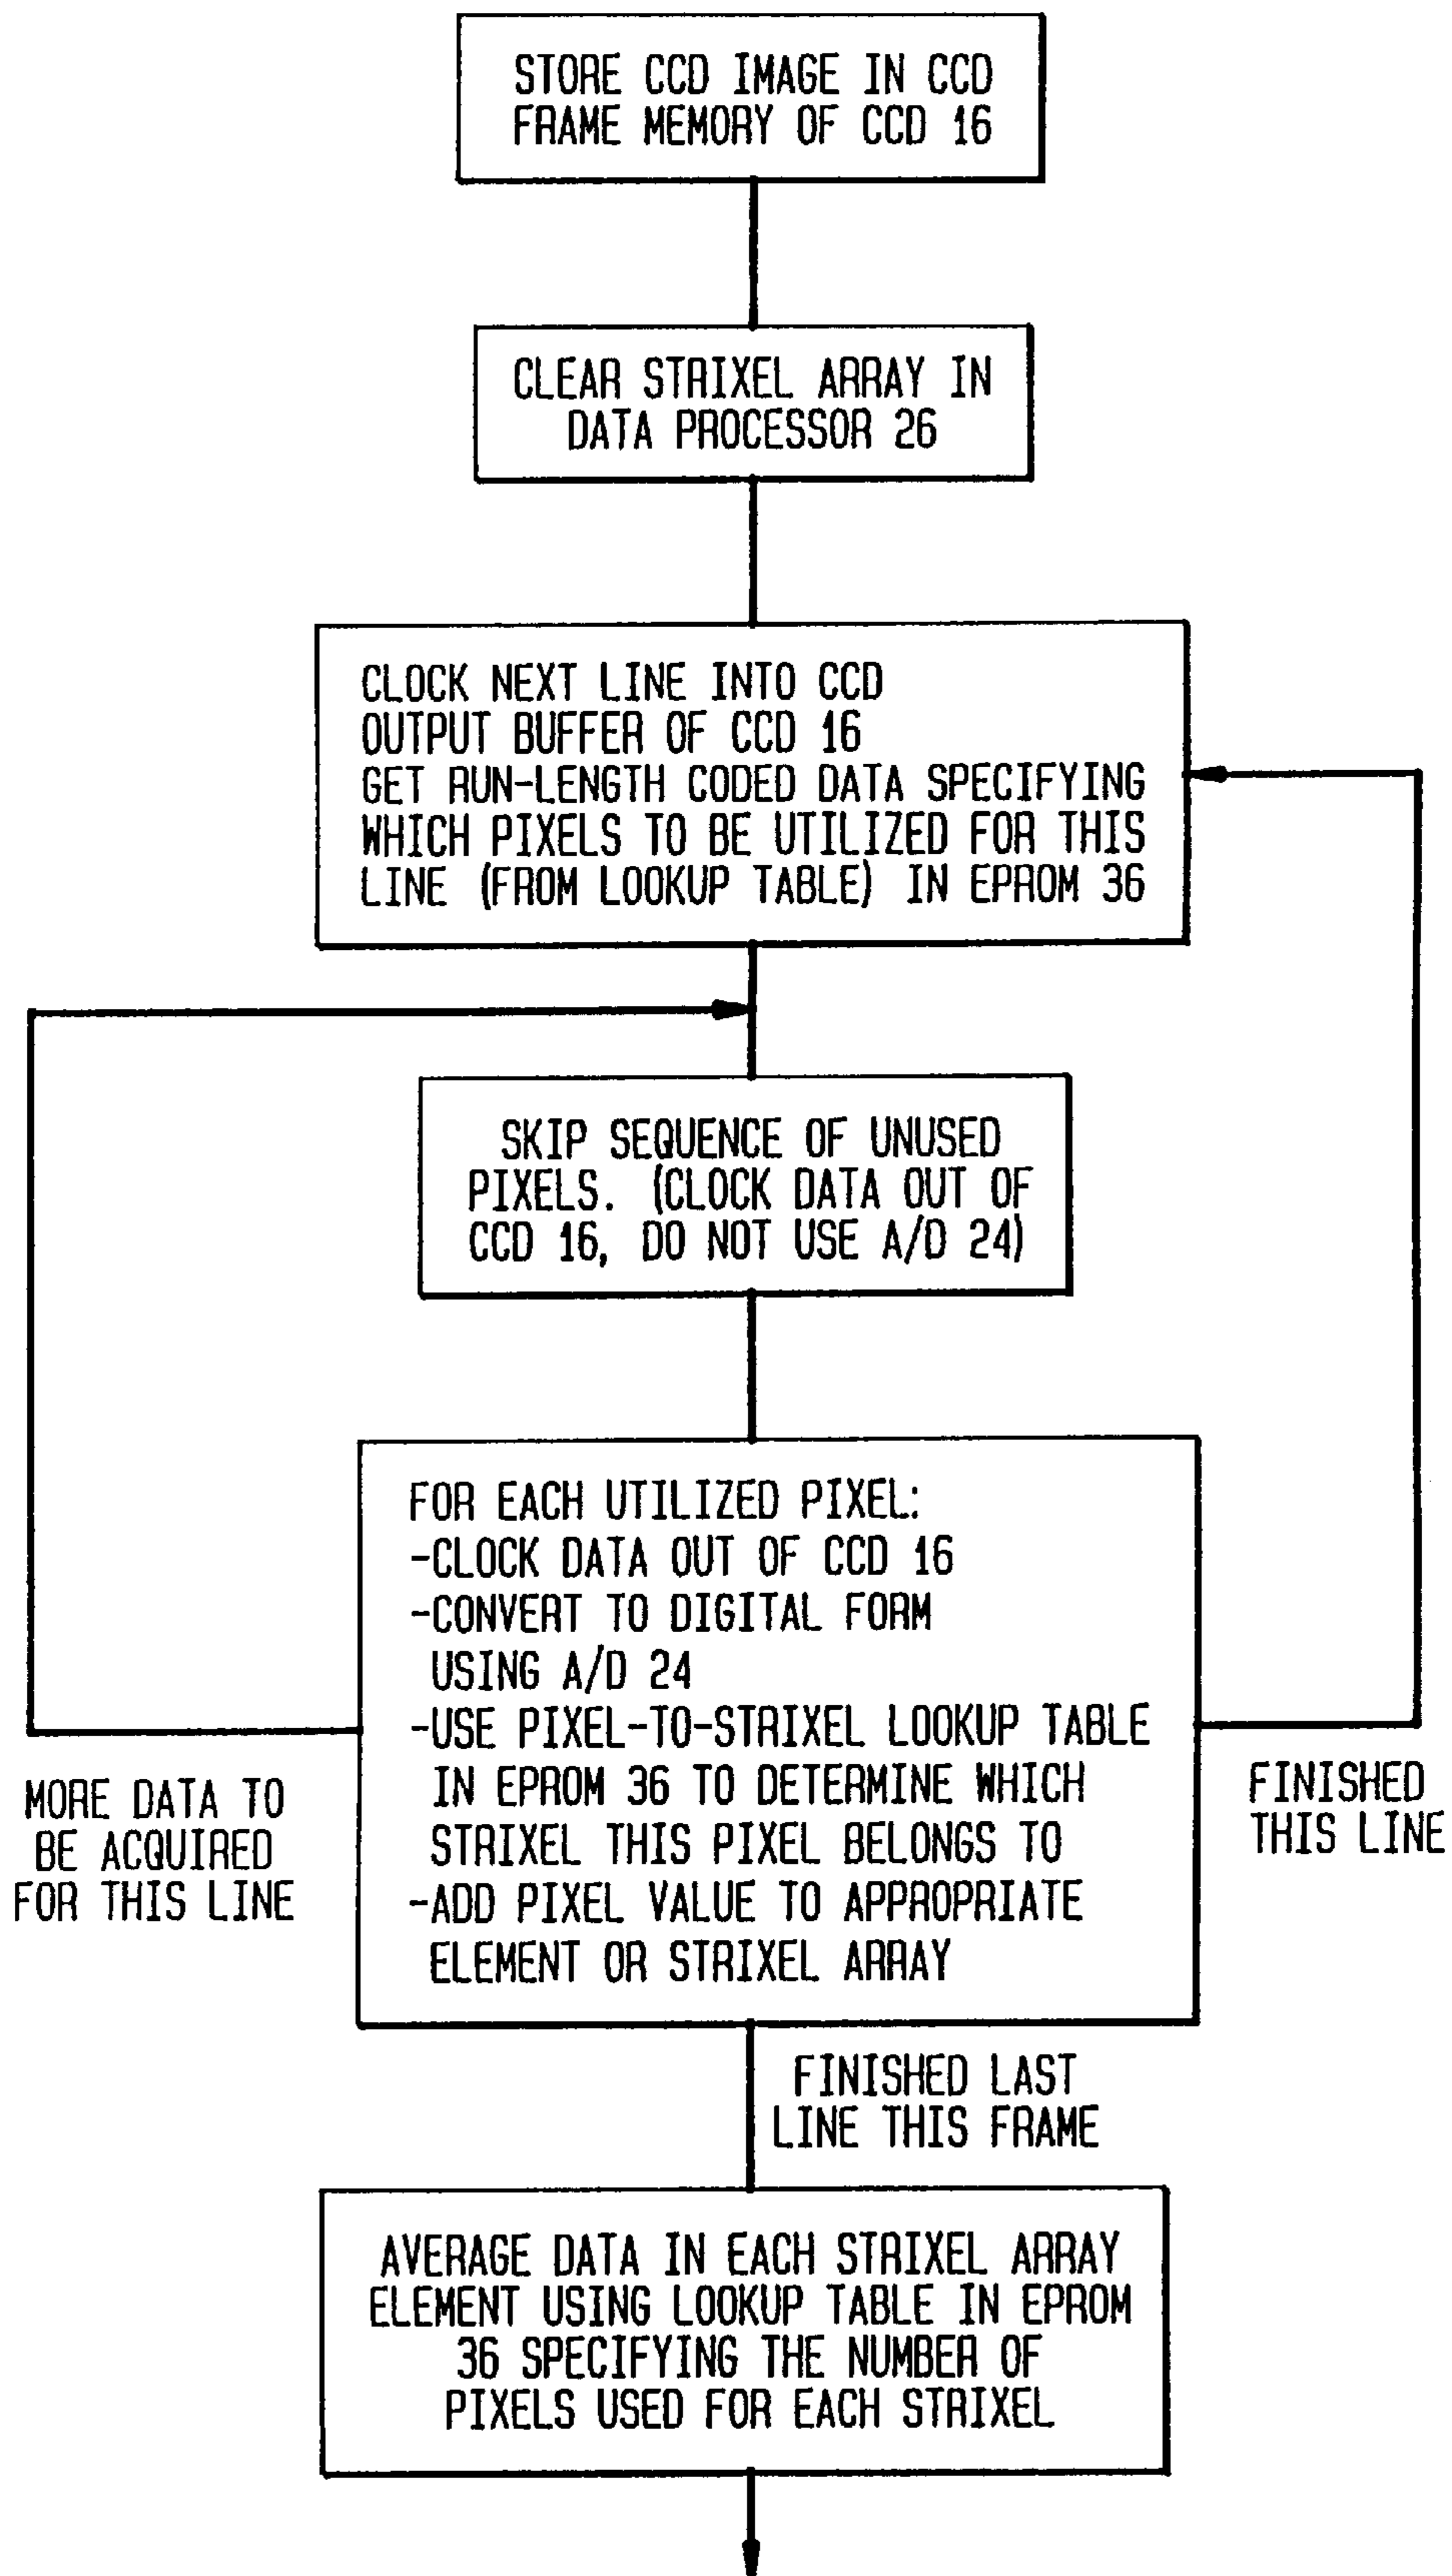 STORE CCD IMAGE IN CCD
FRAME MEMORY OF CCD 16
CLEAR STRIXEL ARRAY IN
DATA PROCESSOR 26
CLOCK NEXT LINE INTO CCD
OUTPUT BUFFER OF CCD 16
GET RUN-LENGTH CODED DATA SPECIFYING
WHICH PIXELS TO BE UTILIZED FOR THIS
LINE (FROM LOOKUP TABLE) IN EPROM 36
SKIP SEQUENCE OF UNUSED
PIXELS. (CLOCK DATA OUT OF
CCD 16, DO NOT USE A/D 24)
FOR EACH UTILIZED PIXEL:
-CLOCK DATA OUT OF CCD 16
-CONVERT TO DIGITAL FORM
USING A/D 24
-USE PIXEL-TO-STRIXEL LOOKUP TABLE
IN EPROM 36 TO DETERMINE WHICH
STRIXEL THIS PIXEL BELONGS TO
-ADD PIXEL VALUE TO APPROPRIATE
ELEMENT OR STRIXEL ARRAY
MORE DATA TO
BE ACQUIRED
FOR THIS LINE
FINISHED
THIS LINE
FINISHED LAST
LINE THIS FRAME
AVERAGE DATA IN EACH STRIXEL ARRAY
ELEMENT USING LOOKUP TABLE IN EPROM
36 SPECIFYING THE NUMBER OF
PIXELS USED FOR EACH STRIXEL